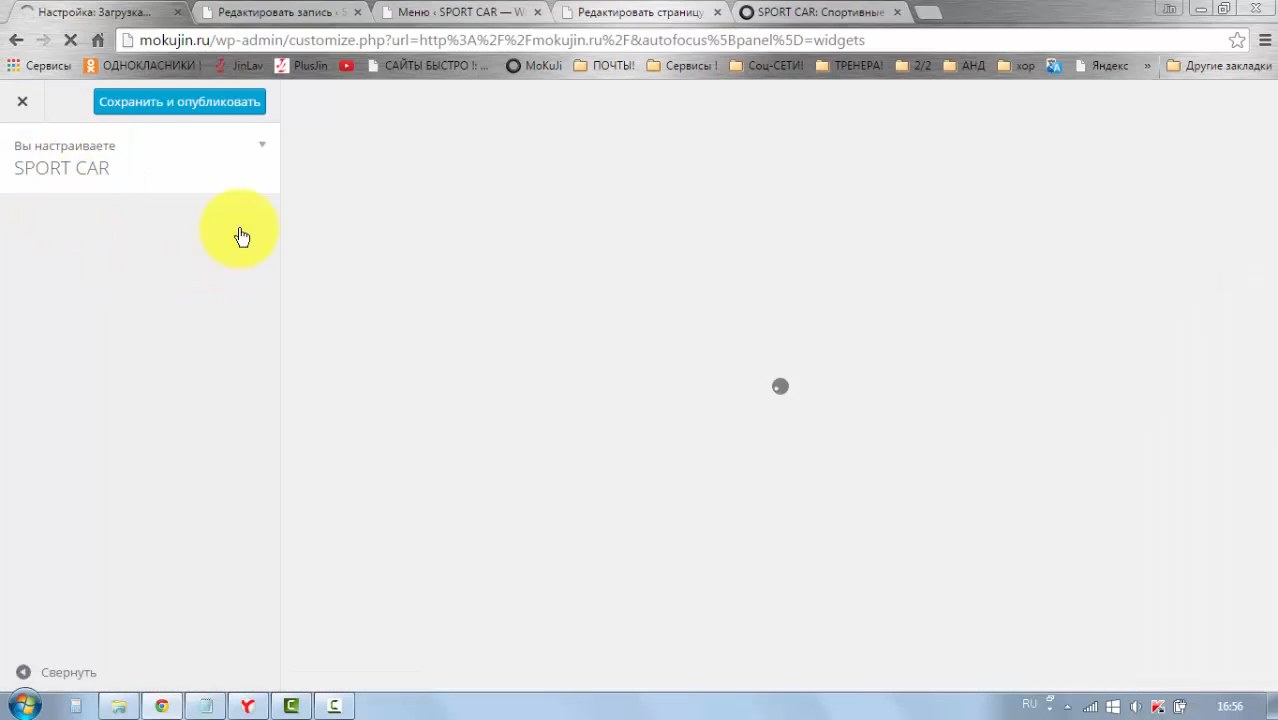 Настройка: Загрузка...
Редактировать запись ‹ S
Меню ‹ SPORT CAR — W
Редактировать страницу
SPORT CAR: Спортивные
Jin
mokujin.ru/wp-admin/customize.php?url=http%3A%2F%2Fmokujin.ru%2F&autofocus%5Bpanel%5D=widgets
Сервисы
ОДНОКЛАСНИКИ !
JinLav
PlusJin
САЙТЫ БЫСТРО !: ...
MoKuJi
ПОЧТЫ!
Сервисы !
Соц-СЕТИ!
ТРЕНЕРА!
2/2
АНД
хор
Яндекс
»
Другие закладки
Сохранить и опубликовать
Вы настраиваете
SPORT CAR
Свернуть
RU
16:56